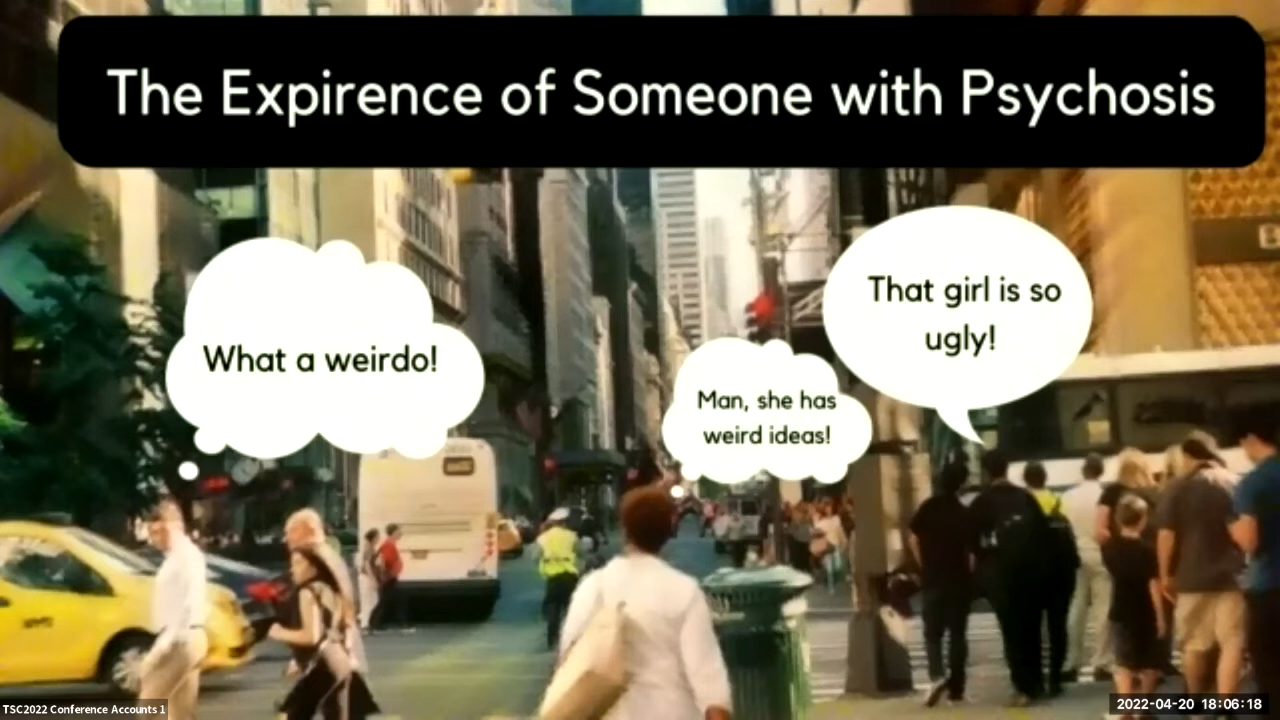 The Expirence of Someone with Psychosis
That girl is so
ugly!
What a weirdo!
Man, she has
weird ideas!
TSC2022 Conference Accounts 1
2022-04-20 18:06:18